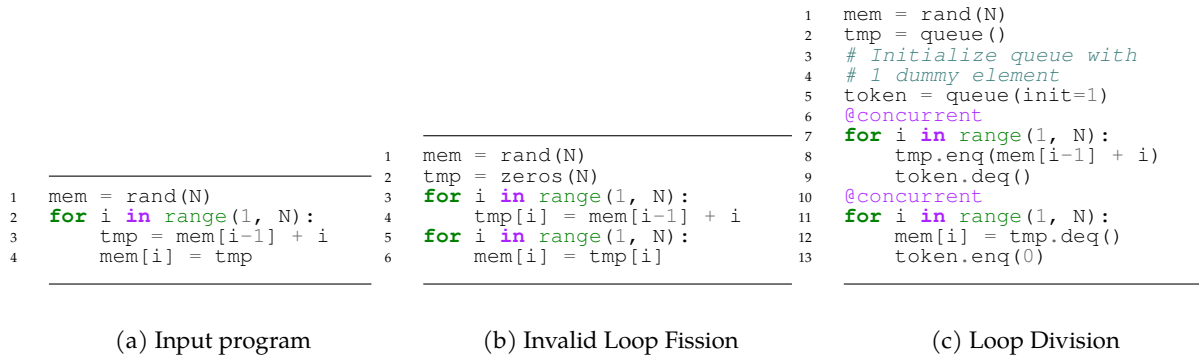 1 mem = rand(N)
2 for i in range(1, N):
3     tmp = mem[i-1] + i
4     mem[i] = tmp
(a) Input program
1 mem = rand(N)
2 tmp = zeros(N)
3 for i in range(1, N):
4     tmp[i] = mem[i-1] + i
5 for i in range(1, N):
6     mem[i] = tmp[i]
(b) Invalid Loop Fission
1 mem = rand(N)
2 tmp = queue()
3 # Initialize queue with
4 # 1 dummy element
5 token = queue(init=1)
6 @concurrent
7 for i in range(1, N):
8     tmp.enq(mem[i-1] + i)
9     token.deq()
10 @concurrent
11 for i in range(1, N):
12     mem[i] = tmp.deq()
13     token.enq(0)
(c) Loop Division